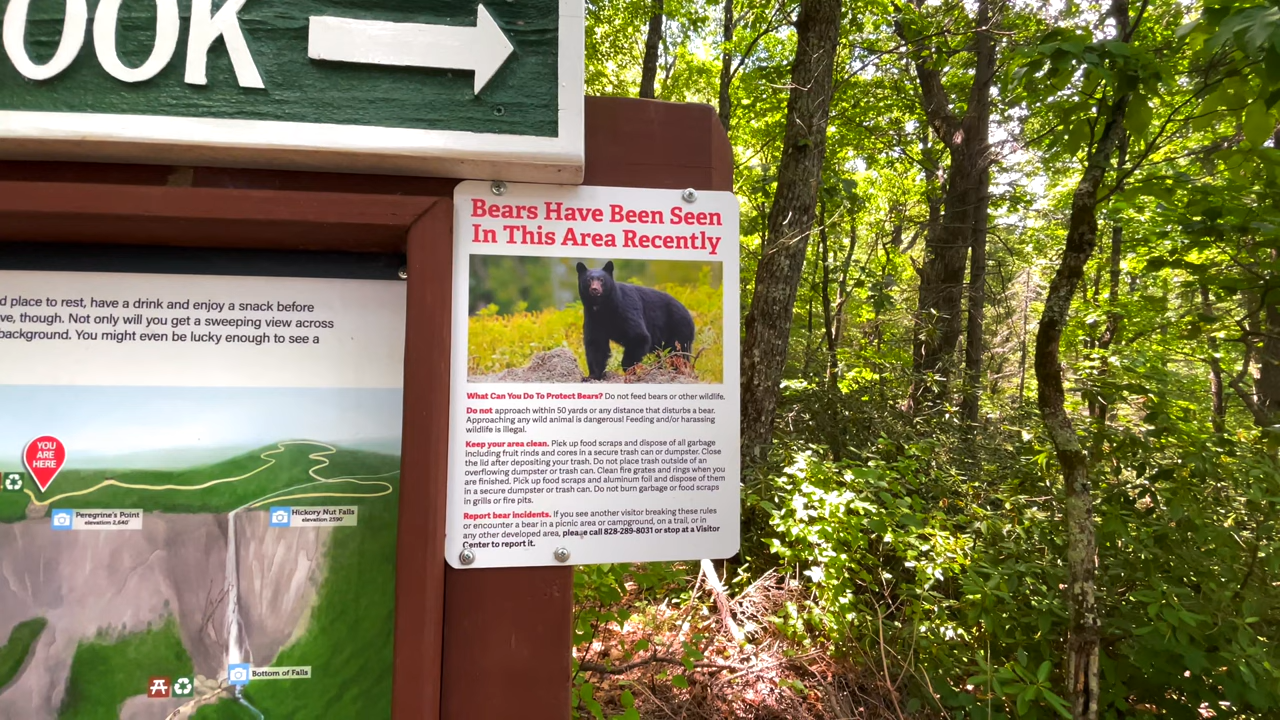 OOK
d place to rest, have a drink and enjoy a snack before
ve, though. Not only will you get a sweeping view across
background. You might even be lucky enough to see a
YOU
ARE
HERE
Peregrine's Point
elevation 2,640'
Hickory Nut Falls
elevation 2590'
Bottom of Falls
Bears Have Been Seen
In This Area Recently
What Can You Do To Protect Bears? Do not feed bears or other wildlife.
Do not approach within 50 yards or any distance that disturbs a bear.
Approaching any wild animal is dangerous! Feeding and/or harassing
wildlife is illegal.
Keep your area clean. Pick up food scraps and dispose of all garbage
including fruit rinds and cores in a secure trash can or dumpster. Close
the lid after depositing your trash. Do not place trash outside of an
overflowing dumpster or trash can. Clean fire grates and rings when you
are finished. Pick up food scraps and aluminum foil and dispose of them
in a secure dumpster or trash can. Do not burn garbage or food scraps
in grills or fire pits.
Report bear incidents. If you see another visitor breaking these rules
or encounter a bear in a picnic area or campground, on a trail, or in
any other developed area, please call 828-289-8031 or stop at a Visitor
Center to report it.